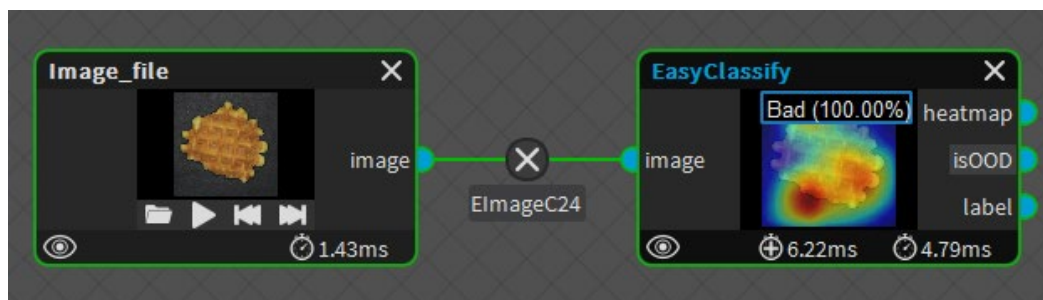 Image_file
image
1.43ms
EImageC24
EasyClassify
Bad (100.00%)
image
heatmap
isOOD
label
6.22ms
4.79ms